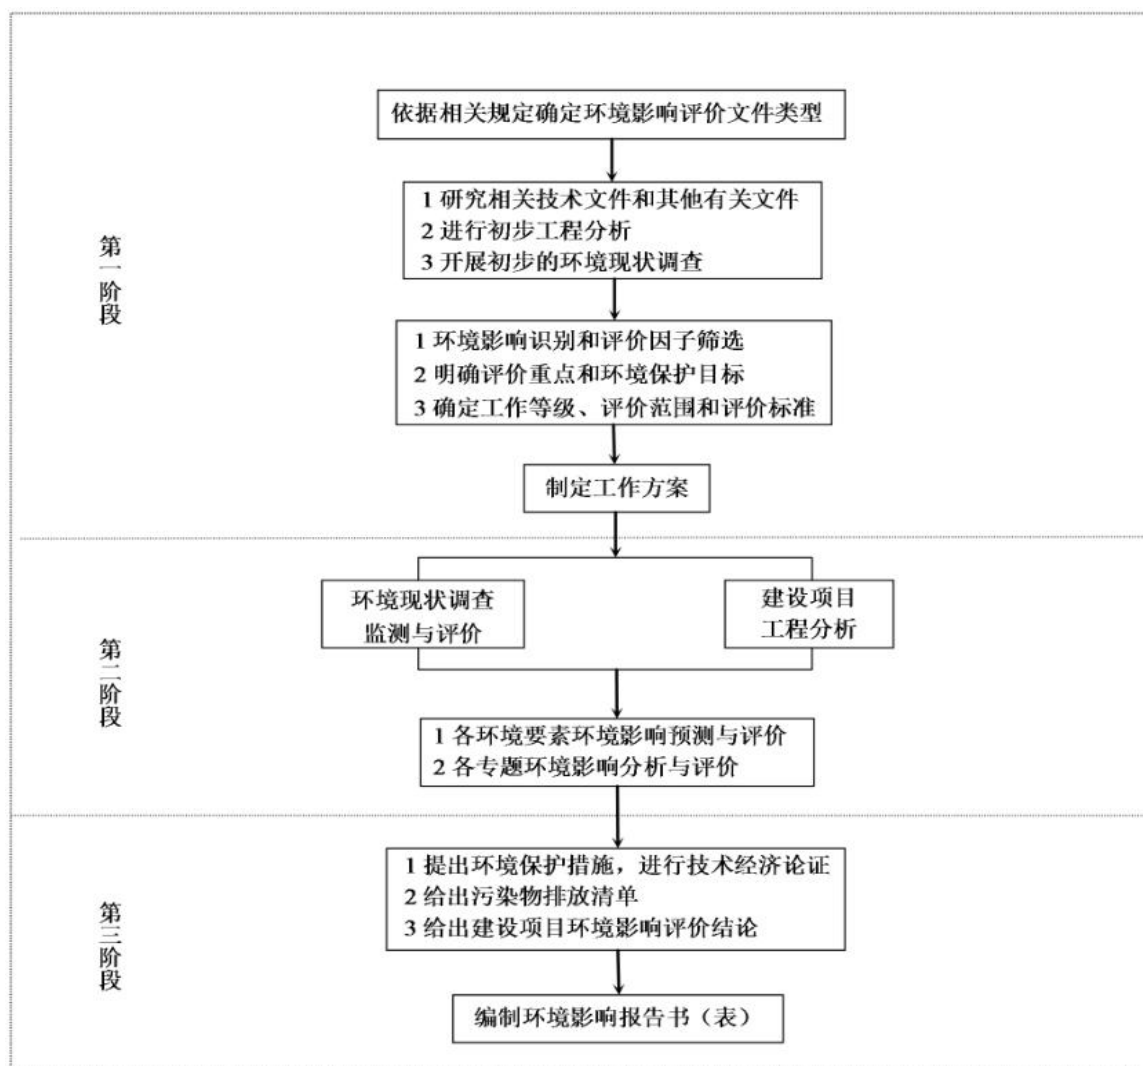 依据相关规定确定环境影响评价文件类型
1 研究相关技术文件和其他有关文件
2 进行初步工程分析
3 开展初步的环境现状调查
第一阶段
1 环境影响识别和评价因子筛选
2 明确评价重点和环境保护目标
3 确定工作等级、评价范围和评价标准
制定工作方案
环境现状调查
监测与评价
建设项目
工程分析
第二阶段
1 各环境要素环境影响预测与评价
2 各专题环境影响分析与评价
1 提出环境保护措施，进行技术经济论证
2 给出污染物排放清单
3 给出建设项目环境影响评价结论
第三阶段
编制环境影响报告书（表）